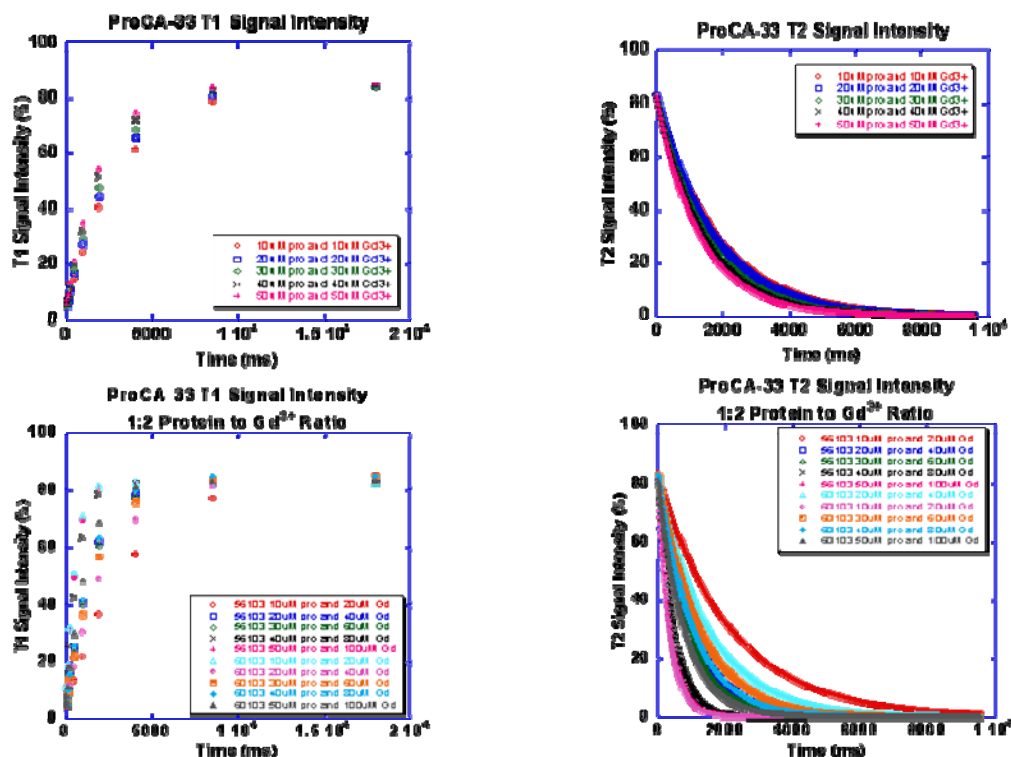 ProCA-33 T1 Signal Intensity
T1 Signal Intensity (%)
100
80
60
40
20
0
10uM pro and 10uM Gd3+
20uM pro and 20uM Gd3+
30uM pro and 30uM Gd3+
40uM pro and 40uM Gd3+
50uM pro and 50uM Gd3+
0 5000 1 10⁴ 1.5 10⁴ 2 10⁴
Time (ms)
ProCA-33 T2 Signal Intensity
T2 Signal Intensity (%)
100
80
60
40
20
0
10uM pro and 10uM Gd3+
20uM pro and 20uM Gd3+
30uM pro and 30uM Gd3+
40uM pro and 40uM Gd3+
50uM pro and 50uM Gd3+
0 2000 4000 6000 8000 1 10⁴
Time (ms)
ProCA 33 T1 Signal Intensity
1:2 Protein to Gd³⁺ Ratio
T1 Signal Intensity (%)
100
80
60
40
20
0
56103 10uM pro and 20uM Gd
56103 20uM pro and 40uM Gd
56103 30uM pro and 60uM Gd
56103 40uM pro and 80uM Gd
56103 50uM pro and 100uM Gd
60103 10uM pro and 20uM Gd
60103 20uM pro and 40uM Gd
60103 30uM pro and 60uM Gd
60103 40uM pro and 80uM Gd
60103 50uM pro and 100uM Gd
0 5000 1 10⁴ 1.5 10⁴ 2 10⁴
Time (ms)
ProCA-33 T2 Signal Intensity
1:2 Protein to Gd³⁺ Ratio
T2 Signal Intensity (%)
100
80
60
40
20
0
56103 10uM pro and 20uM Gd
56103 20uM pro and 40uM Gd
56103 30uM pro and 60uM Gd
56103 40uM pro and 80uM Gd
56103 50uM pro and 100uM Gd
60103 20uM pro and 40uM Gd
60103 10uM pro and 20uM Gd
60103 30uM pro and 60uM Gd
60103 40uM pro and 80uM Gd
60103 50uM pro and 100uM Gd
0 2000 4000 6000 8000 1 10⁴
Time (ms)